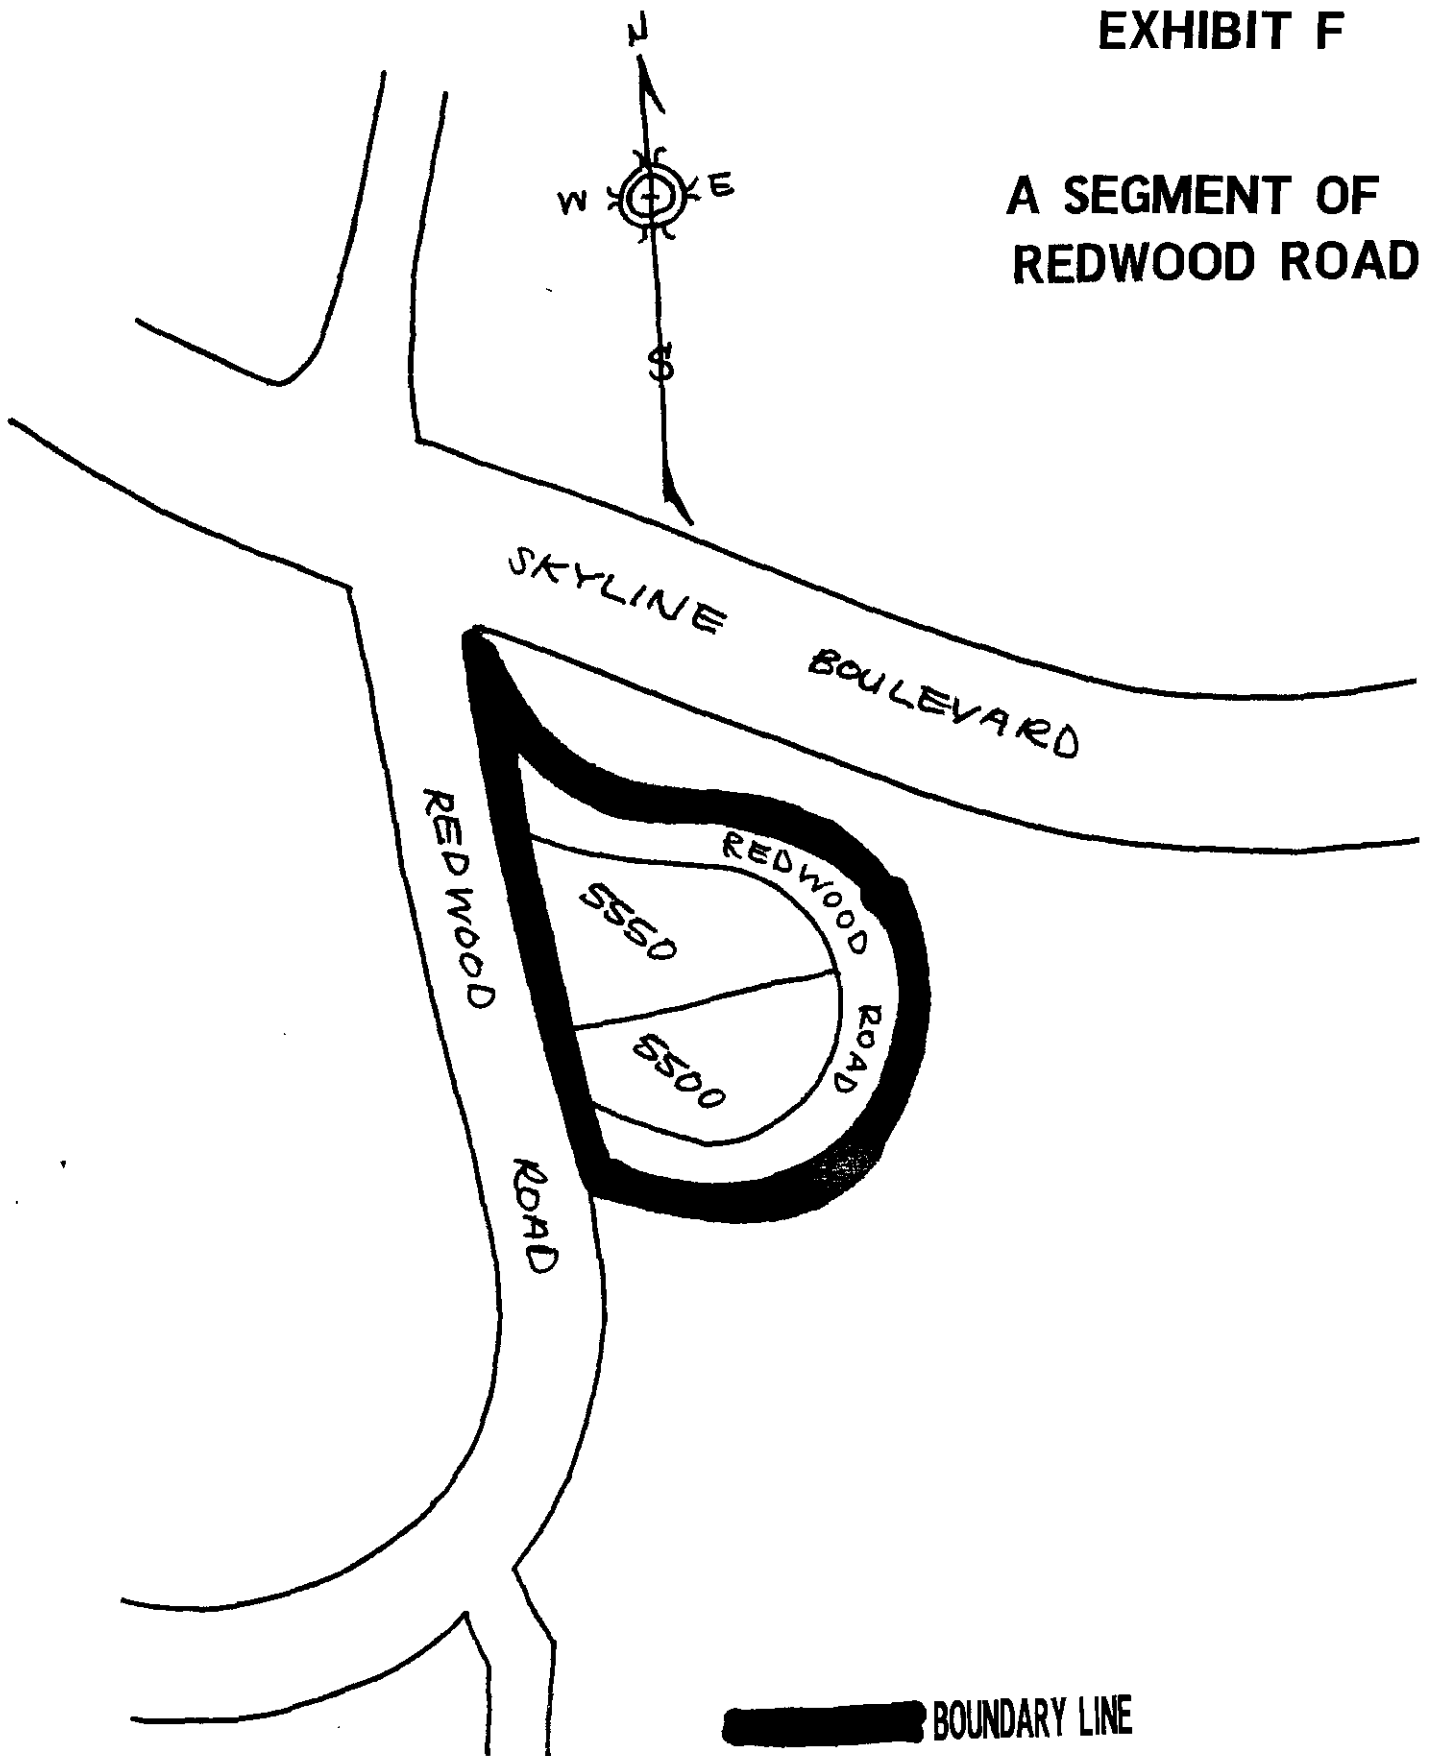 EXHIBIT F
N
A SEGMENT OF
REDWOOD ROAD
W
E
S
SKYLINE BOULEVARD
REDWOOD ROAD
REDWOOD ROAD
5550
5500
BOUNDARY LINE